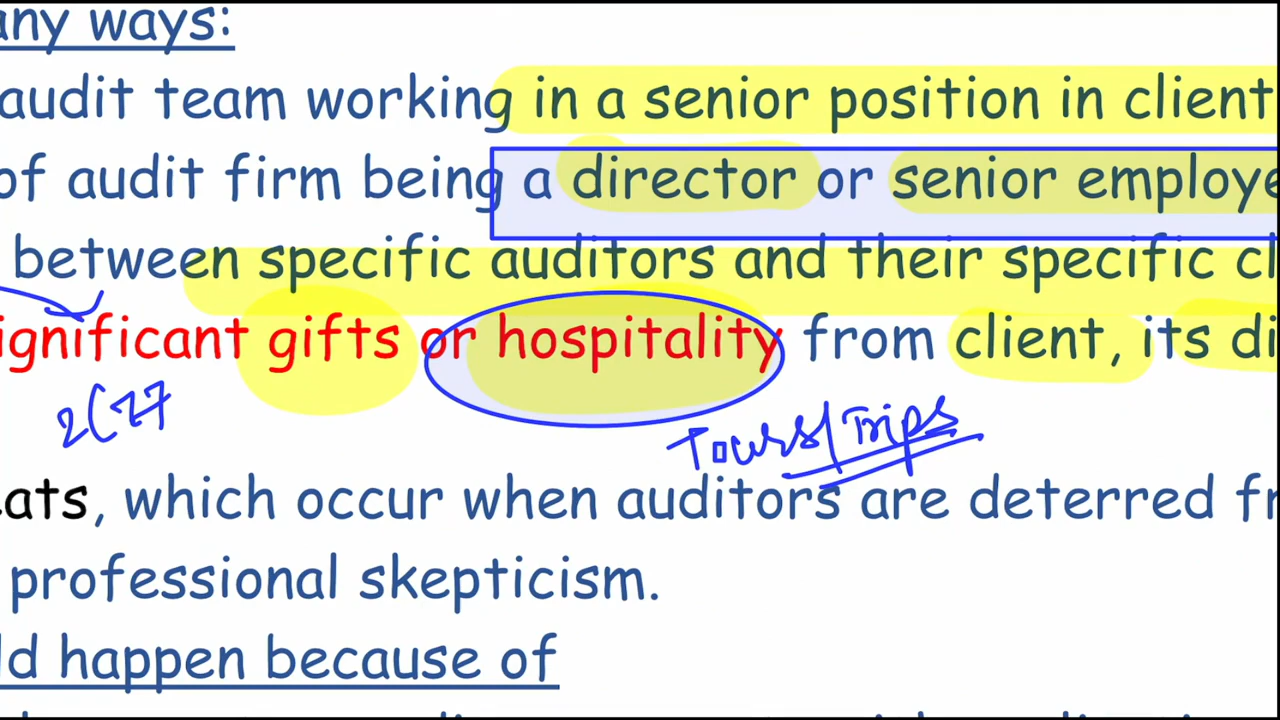 any ways:
audit team working in a senior position in client
of audit firm being a director or senior employe
between specific auditors and their specific cl
ignificant gifts or hospitality from client, its di
Tours/Trips
eats, which occur when auditors are deterred fr
professional skepticism.
ld happen because of